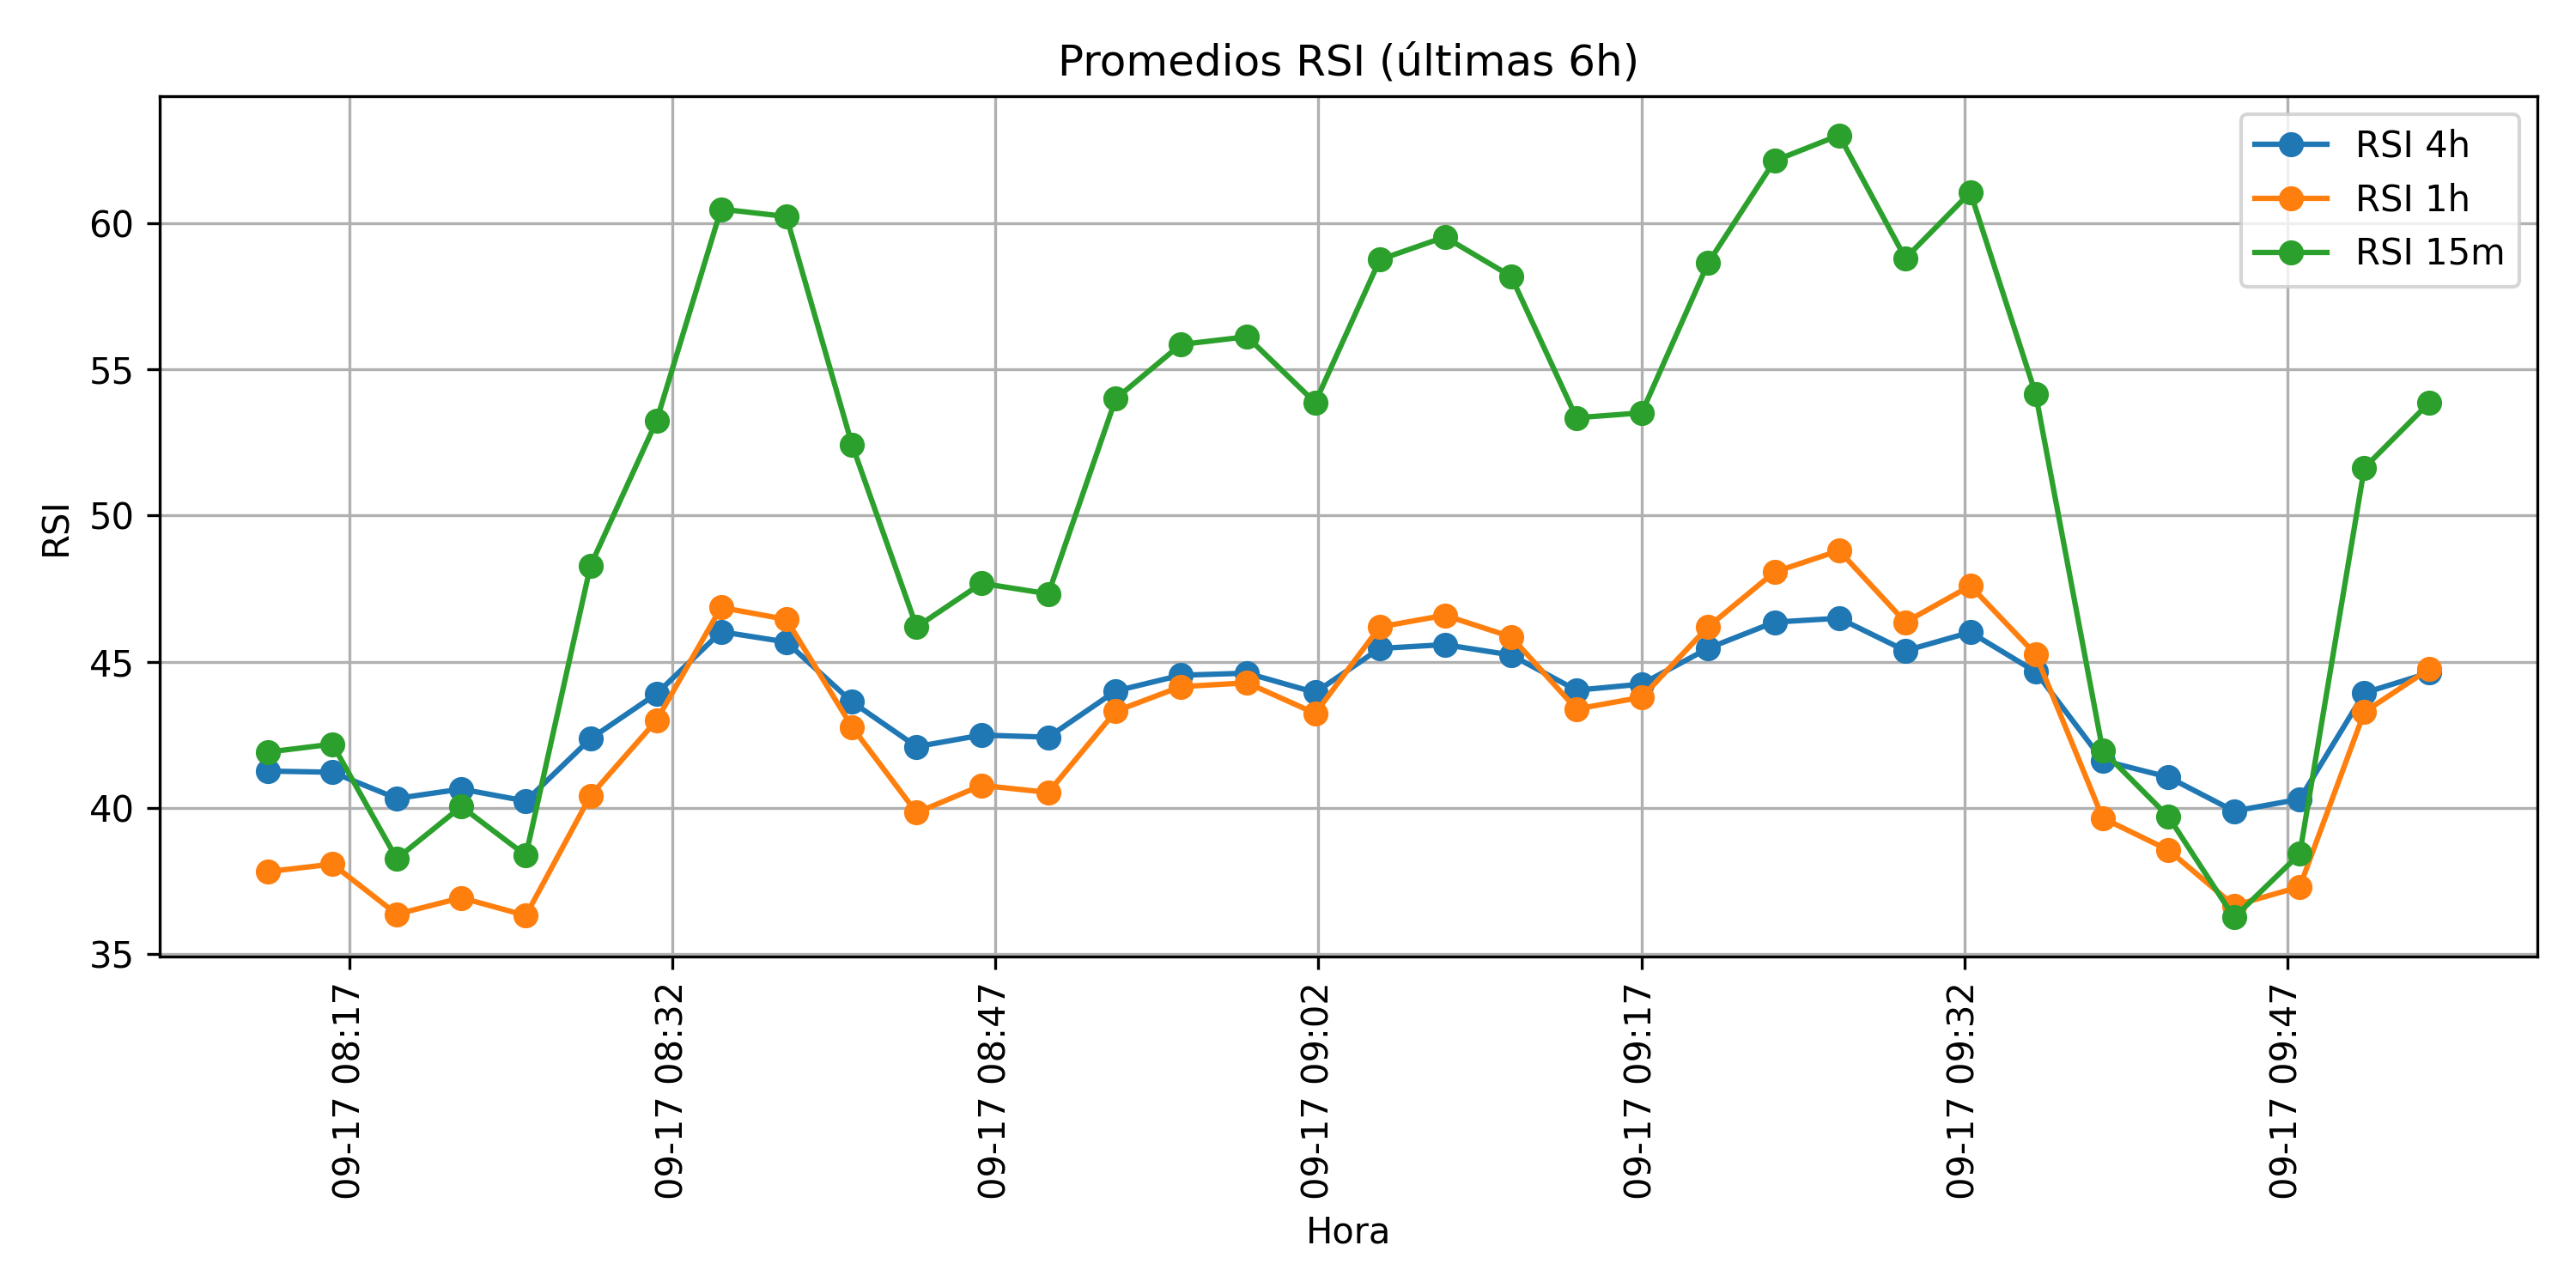 Promedios RSI (últimas 6h)
RSI 4h
RSI 1h
RSI 15m
RSI
60
55
50
45
40
35
09-17 08:17
09-17 08:32
09-17 08:47
09-17 09:02
09-17 09:17
09-17 09:32
09-17 09:47
Hora